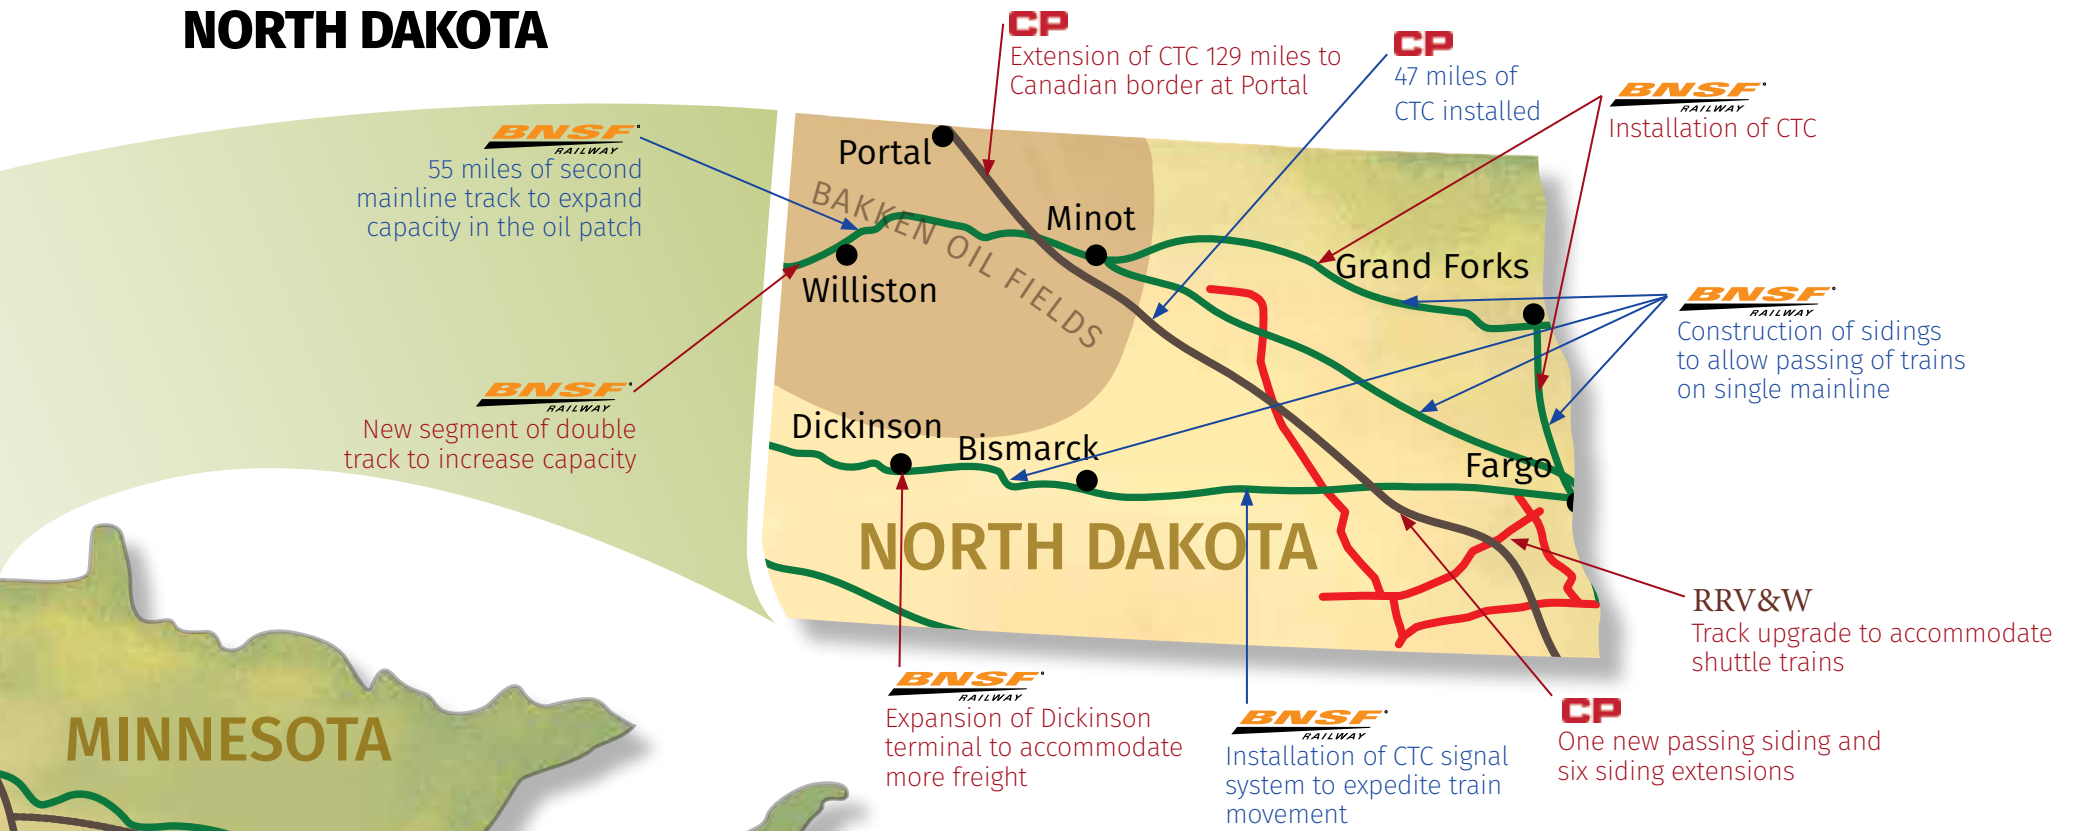 NORTH DAKOTA
CP
Extension of CTC 129 miles to
Canadian border at Portal
CP
47 miles of
CTC installed
BNSF
RAILWAY
Installation of CTC
BNSF
RAILWAY
55 miles of second
mainline track to expand
capacity in the oil patch
Portal
BAKKEN OIL FIELDS
Minot
Williston
Grand Forks
BNSF
RAILWAY
Construction of sidings
to allow passing of trains
on single mainline
BNSF
RAILWAY
New segment of double
track to increase capacity
Dickinson
Bismarck
Fargo
NORTH DAKOTA
RRV&W
Track upgrade to accommodate
shuttle trains
BNSF
RAILWAY
Expansion of Dickinson
terminal to accommodate
more freight
BNSF
RAILWAY
Installation of CTC signal
system to expedite train
movement
CP
One new passing siding and
six siding extensions
MINNESOTA